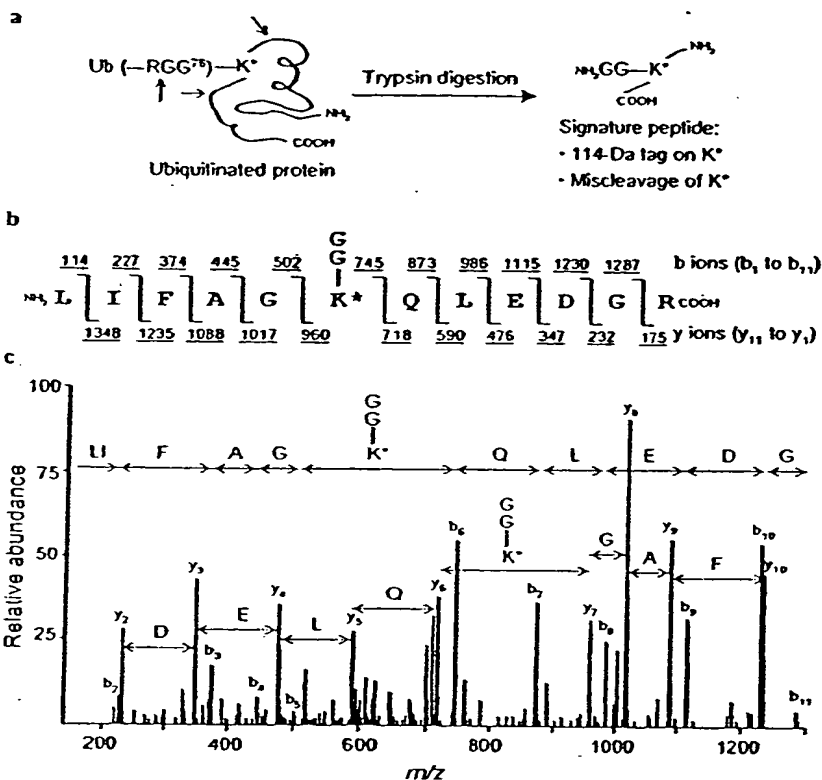 a
Ub (—RGG⁷⁶)—K* NH₂ COOH
Ubiquitinated protein
Trypsin digestion
NH₂GG—K* NH₂
COOH
Signature peptide:
• 114-Da tag on K*
• Miscleavage of K*
b
G
G
114 227 374 445 502 745 873 986 1115 1230 1287 b ions (b₁ to b₁₁)
NH₂ L I F A G K* Q L E D G R COOH
1348 1235 1088 1017 960 718 590 476 347 232 175 y ions (y₁₁ to y₁)
c
Relative abundance
100
75
50
25
G
G
LI F A G K* Q L E D G
G
G
K*
G A F
D E L Q
b₂ y₂ y₃ b₃ b₄ y₄ b₅ y₅ y₆ b₆ b₇ y₇ b₈ y₈ y₉ b₉ b₁₀ y₁₀ b₁₁
200 400 600 800 1000 1200
m/z